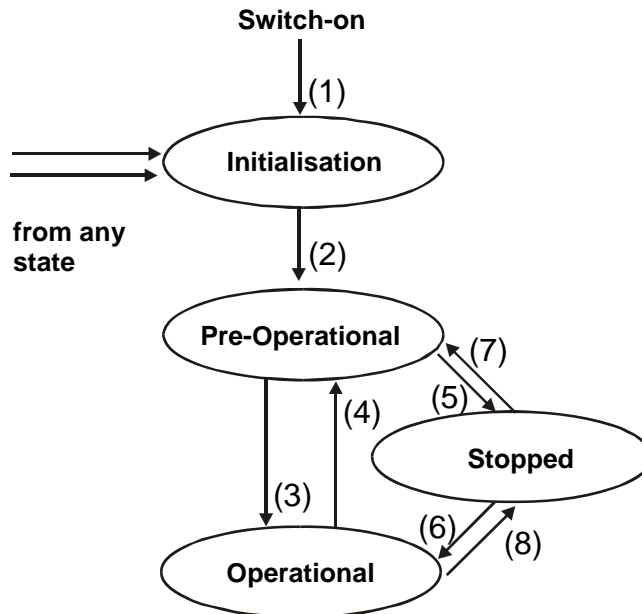 Switch-on
(1)
Initialisation
from any
state
(2)
Pre-Operational
(7)
(5)
(4)
Stopped
(3)
(6)
(8)
Operational